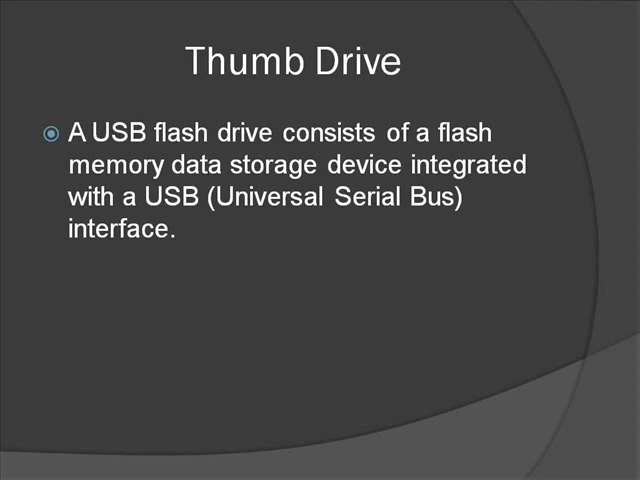 Thumb Drive
A USB flash drive consists of a flash
memory data storage device integrated
with a USB (Universal Serial Bus)
interface.